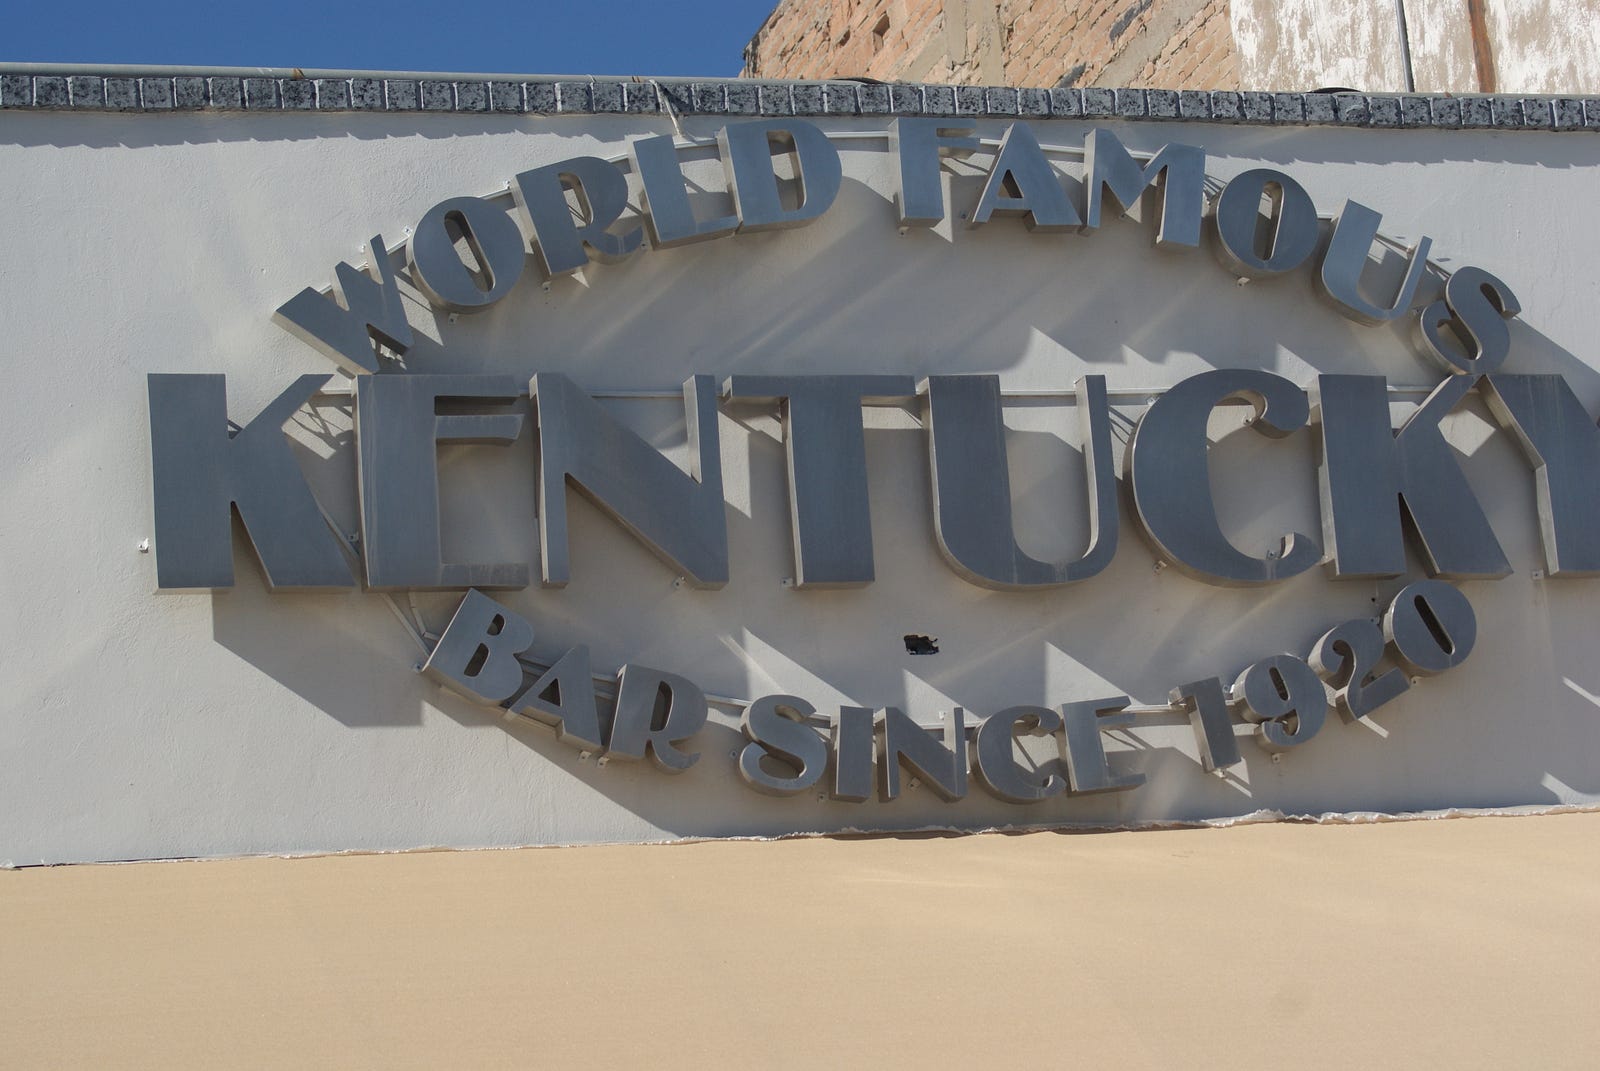 WORLD FAMOUS
KENTUCKY
BAR SINCE 1920